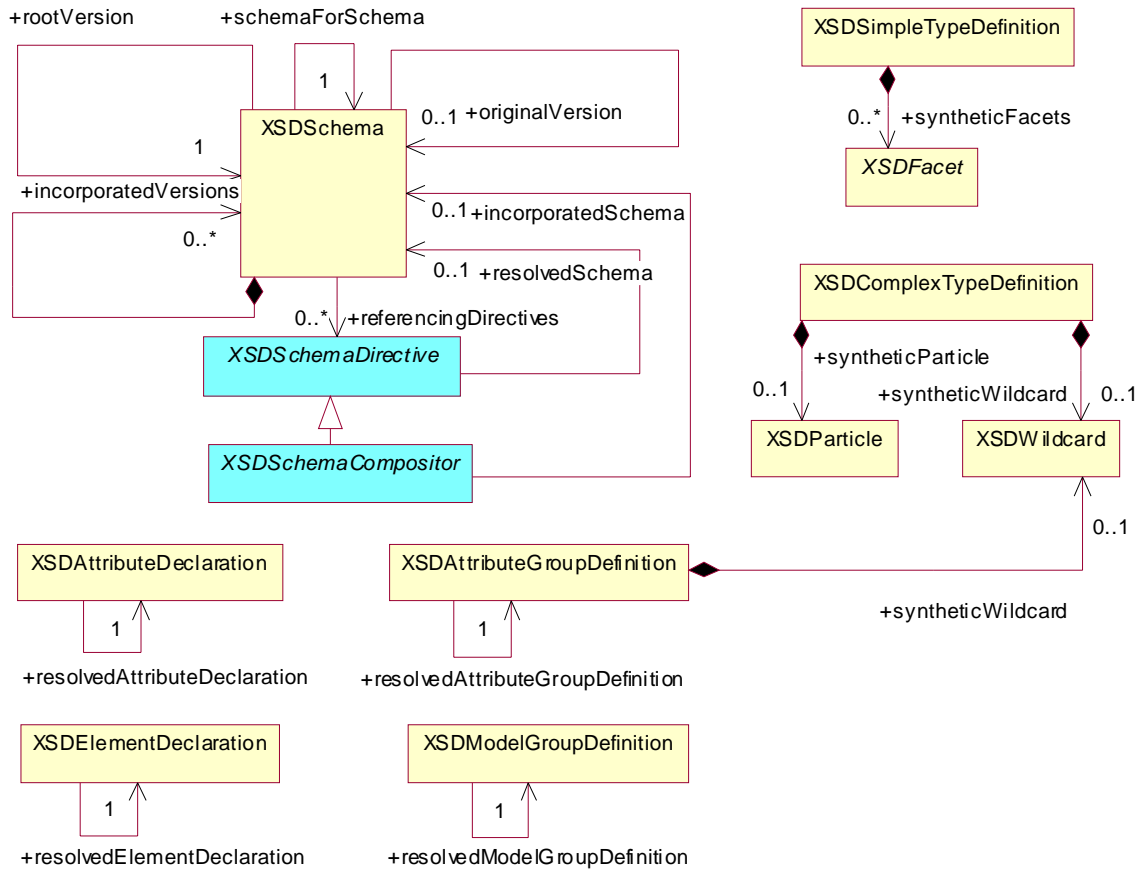 +rootVersion
+schemaForSchema
1
XSDSchema
0..1
+originalVersion
1
+incorporatedVersions
0..*
0..1
+incorporatedSchema
0..1
+resolvedSchema
0..*
+referencingDirectives
XSDSchemaDirective
XSDSchemaCompositor
XSDSimpleTypeDefinition
0..*
+syntheticFacets
XSDFacet
XSDComplexTypeDefinition
+syntheticParticle
0..1
+syntheticWildcard
0..1
XSDParticle
XSDWildcard
0..1
XSDAttributeDeclaration
1
+resolvedAttributeDeclaration
XSDAttributeGroupDefinition
1
+resolvedAttributeGroupDefinition
+syntheticWildcard
XSDElementDeclaration
1
+resolvedElementDeclaration
XSDModelGroupDefinition
1
+resolvedModelGroupDefinition